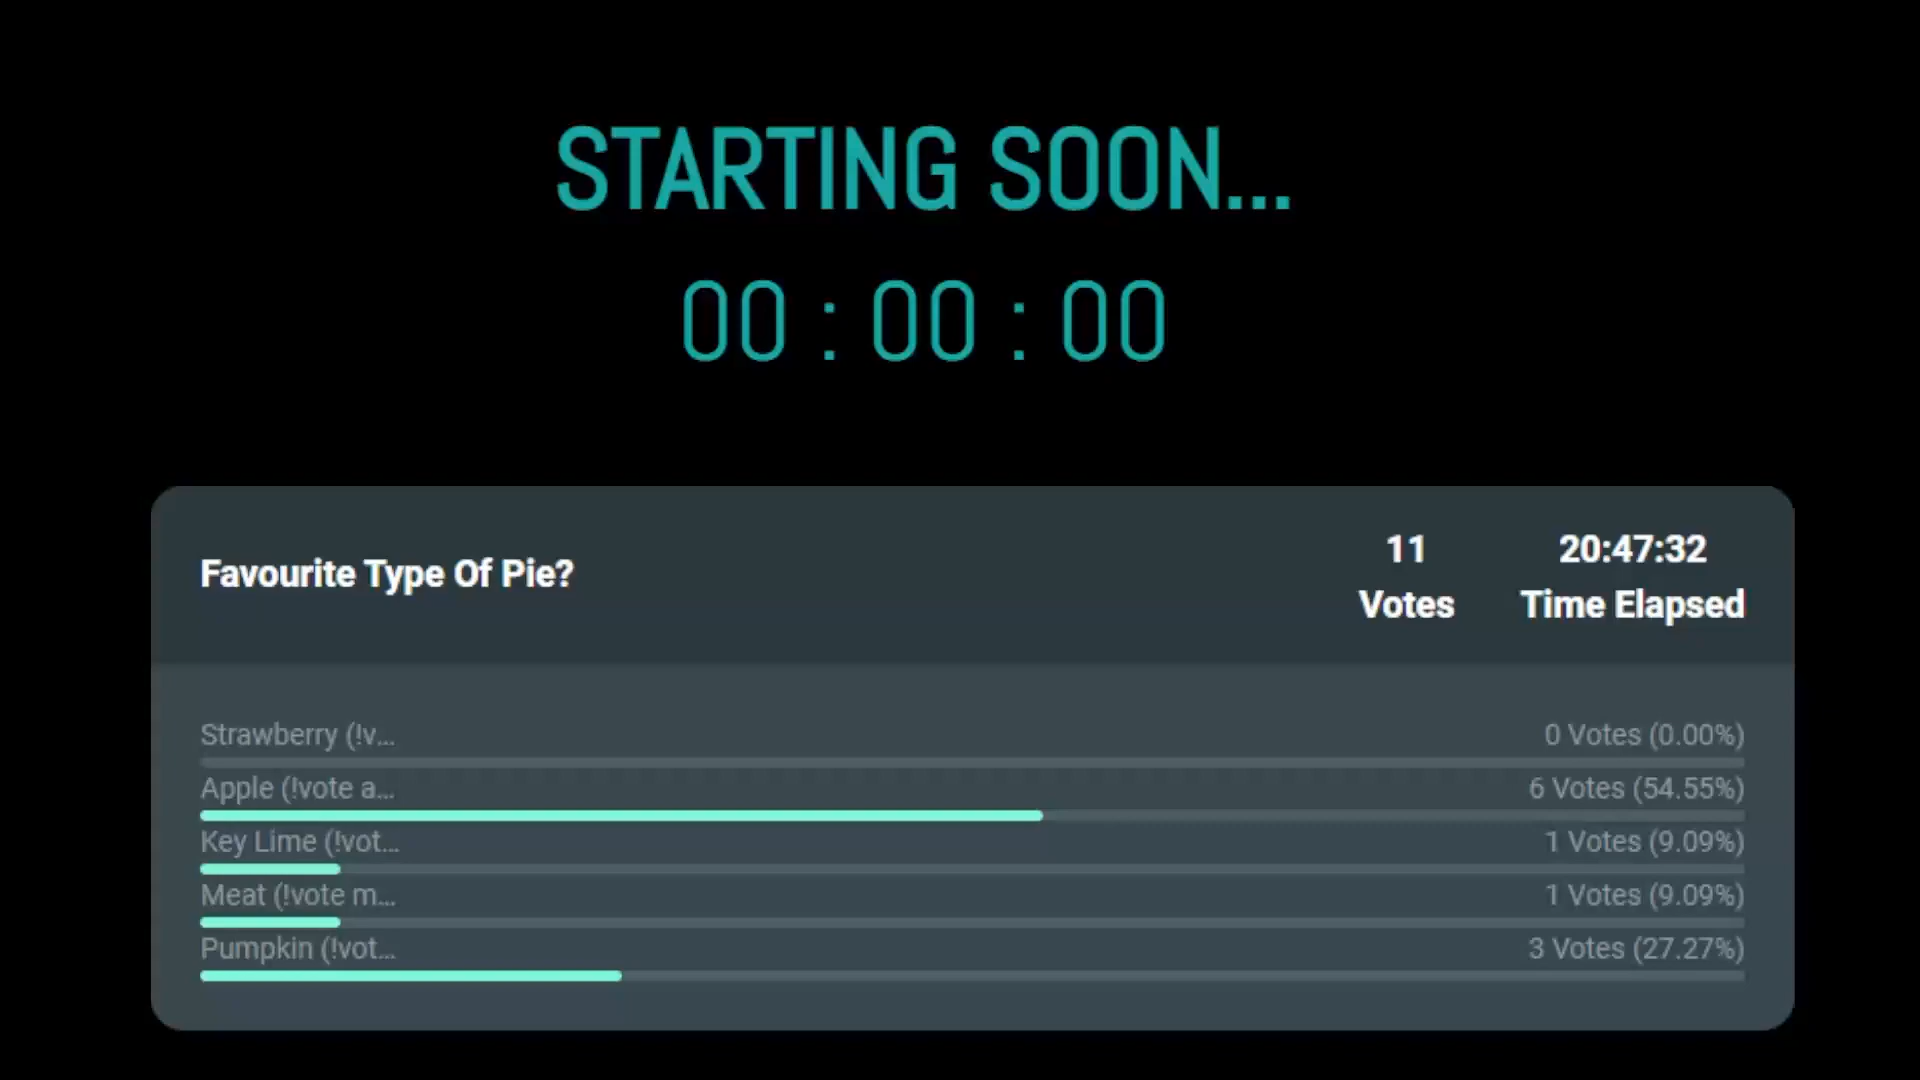 STARTING SOON...
00 : 00 : 00
Favourite Type Of Pie?
11 Votes
20:47:32 Time Elapsed
Strawberry (!v... 0 Votes (0.00%)
Apple (!vote a... 6 Votes (54.55%)
Key Lime (!vot... 1 Votes (9.09%)
Meat (!vote m... 1 Votes (9.09%)
Pumpkin (!vot... 3 Votes (27.27%)